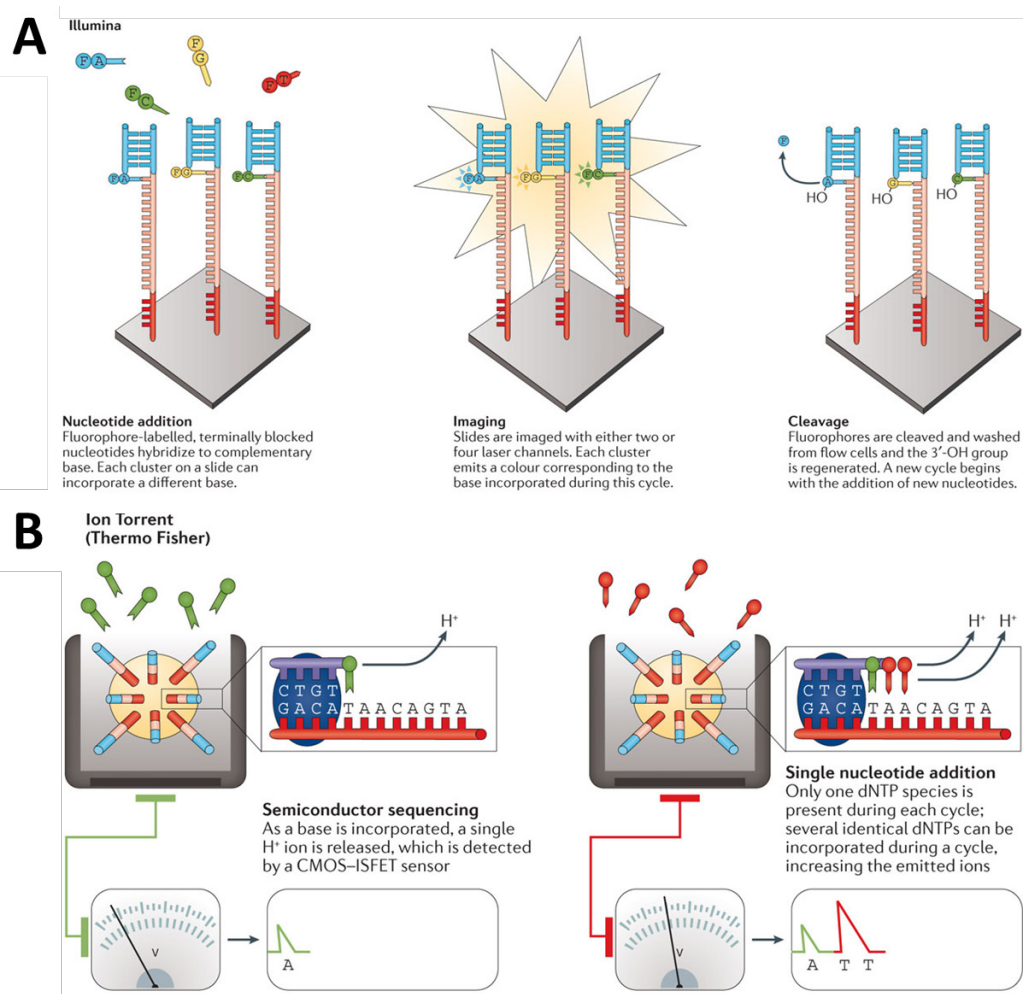 A
Illumina
F A
F G
F C
F T
F A
F G
F C
F A
F G
F C
F
A
G
C
HO
HO
HO
Nucleotide addition
Fluorophore-labelled, terminally blocked
nucleotides hybridize to complementary
base. Each cluster on a slide can
incorporate a different base.
Imaging
Slides are imaged with either two or
four laser channels. Each cluster
emits a colour corresponding to the
base incorporated during this cycle.
Cleavage
Fluorophores are cleaved and washed
from flow cells and the 3′-OH group
is regenerated. A new cycle begins
with the addition of new nucleotides.
B
Ion Torrent
(Thermo Fisher)
H⁺
CTGT
GACATAACAGTA
H⁺ H⁺
CTGT
GACATAACAGTA
Semiconductor sequencing
As a base is incorporated, a single
H⁺ ion is released, which is detected
by a CMOS–ISFET sensor
Single nucleotide addition
Only one dNTP species is
present during each cycle;
several identical dNTPs can be
incorporated during a cycle,
increasing the emitted ions
V
A
V
A T T